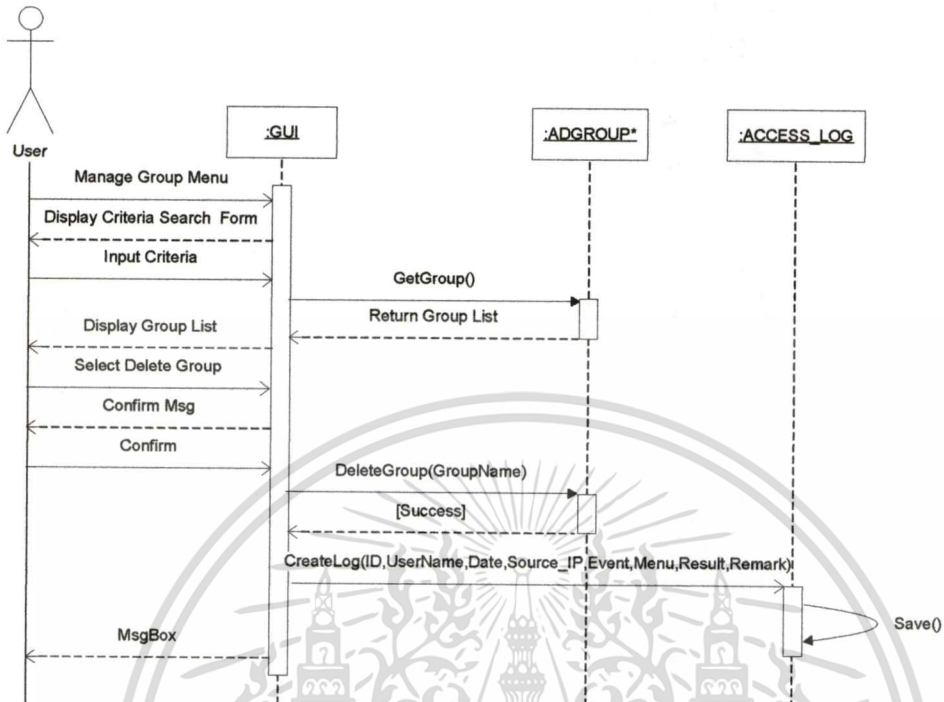 User
:GUI
:ADGROUP*
:ACCESS_LOG
Manage Group Menu
Display Criteria Search Form
Input Criteria
GetGroup()
Return Group List
Display Group List
Select Delete Group
Confirm Msg
Confirm
DeleteGroup(GroupName)
[Success]
CreateLog(ID,UserName,Date,Source_IP,Event,Menu,Result,Remark)
Save()
MsgBox